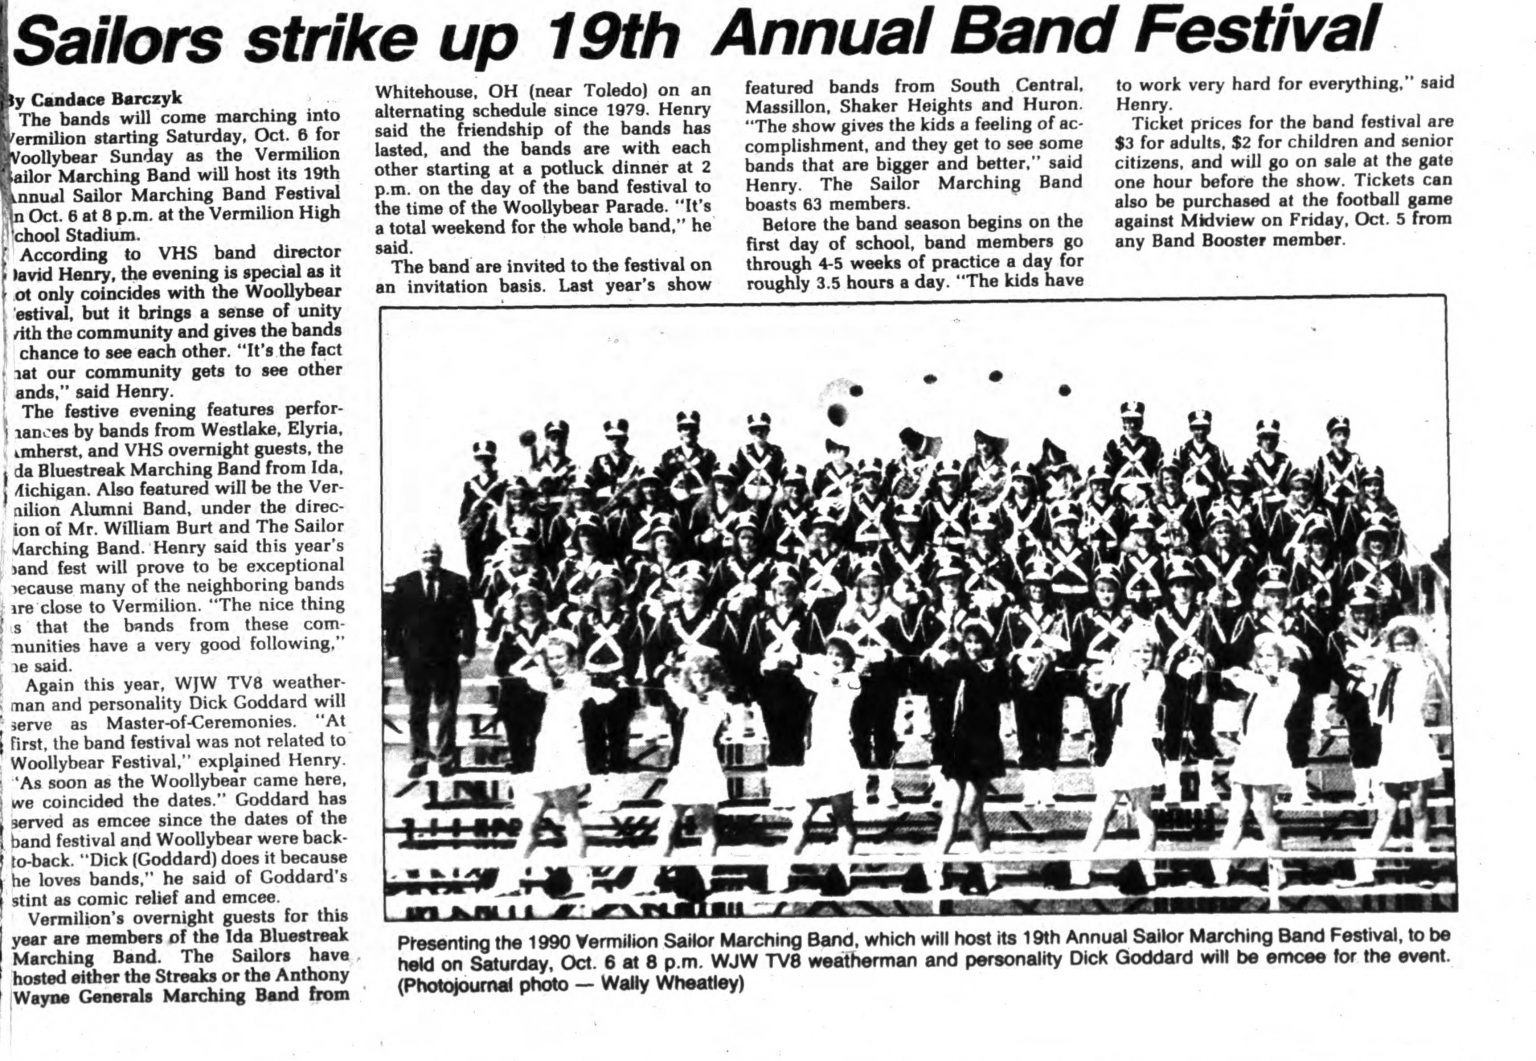 Sailors strike up 19th Annual Band Festival
By Candace Barczyk
The bands will come marching into
Vermilion starting Saturday, Oct. 6 for
Woollybear Sunday as the Vermilion
ailor Marching Band will host its 19th
nnual Sailor Marching Band Festival
n Oct. 6 at 8 p.m. at the Vermilion High
chool Stadium.
According to VHS band director
David Henry, the evening is special as it
ot only coincides with the Woollybear
estival, but it brings a sense of unity
with the community and gives the bands
chance to see each other. "It's the fact
hat our community gets to see other
ands," said Henry.
The festive evening features perfor-
mances by bands from Westlake, Elyria,
Amherst, and VHS overnight guests, the
da Bluestreak Marching Band from Ida,
Michigan. Also featured will be the Ver-
milion Alumni Band, under the direc-
ion of Mr. William Burt and The Sailor
Marching Band. Henry said this year's
band fest will prove to be exceptional
because many of the neighboring bands
are close to Vermilion. "The nice thing
s that the bands from these com-
munities have a very good following,"
he said.
Again this year, WJW TV8 weather-
man and personality Dick Goddard will
serve as Master-of-Ceremonies. "At
first, the band festival was not related to
Woollybear Festival," explained Henry.
"As soon as the Woollybear came here,
we coincided the dates." Goddard has
served as emcee since the dates of the
band festival and Woollybear were back-
to-back. "Dick (Goddard) does it because
he loves bands," he said of Goddard's
stint as comic relief and emcee.
Vermilion's overnight guests for this
year are members of the Ida Bluestreak
Marching Band. The Sailors have
hosted either the Streaks or the Anthony
Wayne Generals Marching Band from
Whitehouse, OH (near Toledo) on an
alternating schedule since 1979. Henry
said the friendship of the bands has
lasted, and the bands are with each
other starting at a potluck dinner at 2
p.m. on the day of the band festival to
the time of the Woollybear Parade. "It's
a total weekend for the whole band," he
said.
The band are invited to the festival on
an invitation basis. Last year's show
featured bands from South Central,
Massillon, Shaker Heights and Huron.
"The show gives the kids a feeling of ac-
complishment, and they get to see some
bands that are bigger and better," said
Henry. The Sailor Marching Band
boasts 63 members.
Before the band season begins on the
first day of school, band members go
through 4-5 weeks of practice a day for
roughly 3.5 hours a day. "The kids have
to work very hard for everything," said
Henry.
Ticket prices for the band festival are
$3 for adults, $2 for children and senior
citizens, and will go on sale at the gate
one hour before the show. Tickets can
also be purchased at the football game
against Midview on Friday, Oct. 5 from
any Band Booster member.
Presenting the 1990 Vermilion Sailor Marching Band, which will host its 19th Annual Sailor Marching Band Festival, to be
held on Saturday, Oct. 6 at 8 p.m. WJW TV8 weatherman and personality Dick Goddard will be emcee for the event.
(Photojournal photo — Wally Wheatley)